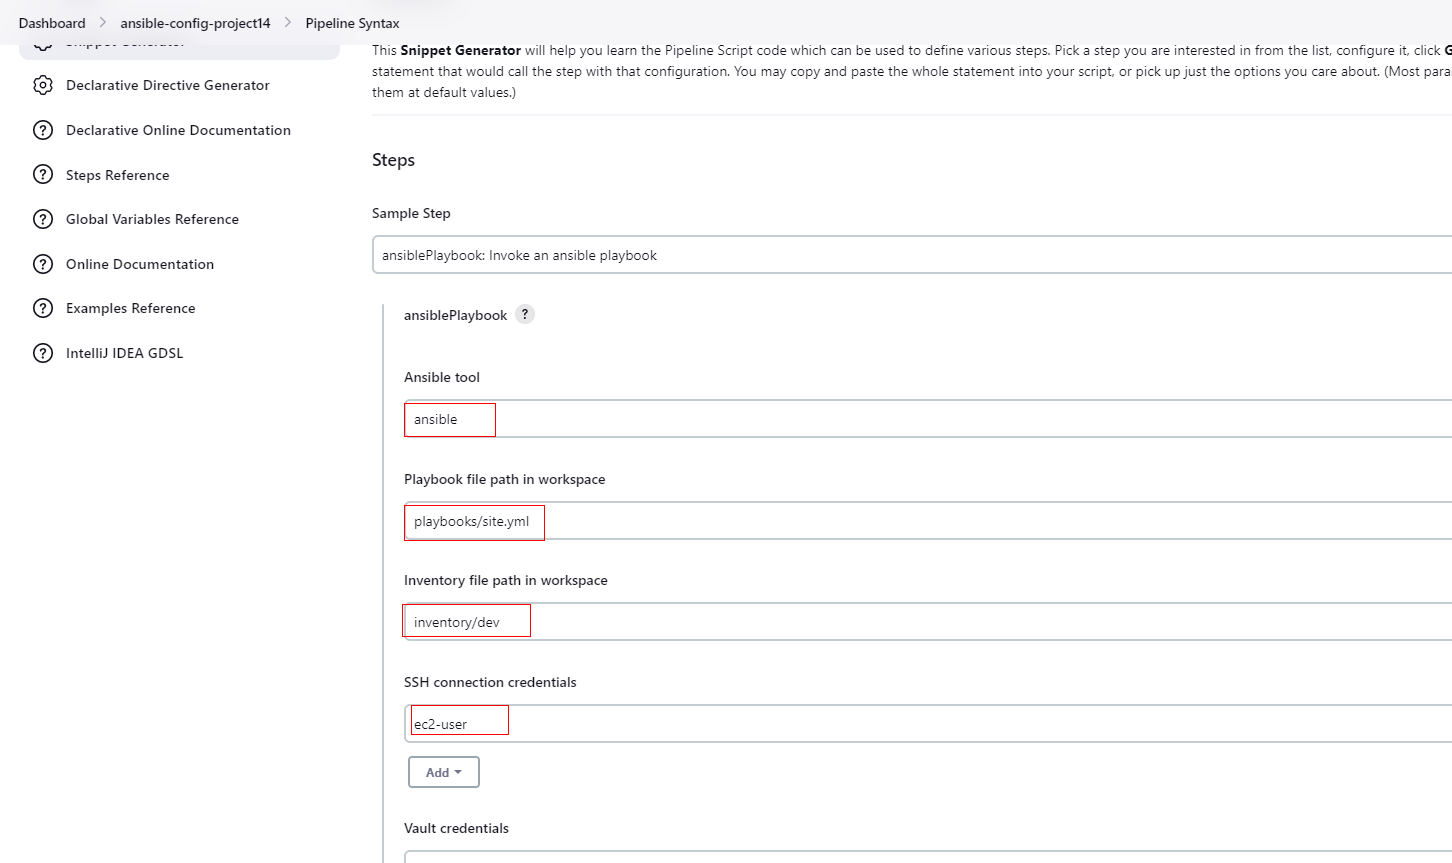 Dashboard > ansible-config-project14 > Pipeline Syntax
Snippet Generator
Declarative Directive Generator
Declarative Online Documentation
Steps Reference
Global Variables Reference
Online Documentation
Examples Reference
IntelliJ IDEA GDSL
This Snippet Generator will help you learn the Pipeline Script code which can be used to define various steps. Pick a step you are interested in from the list, configure it, click G
statement that would call the step with that configuration. You may copy and paste the whole statement into your script, or pick up just the options you care about. (Most para
them at default values.)
Steps
Sample Step
ansiblePlaybook: Invoke an ansible playbook
ansiblePlaybook ?
Ansible tool
ansible
Playbook file path in workspace
playbooks/site.yml
Inventory file path in workspace
inventory/dev
SSH connection credentials
ec2-user
Add
Vault credentials